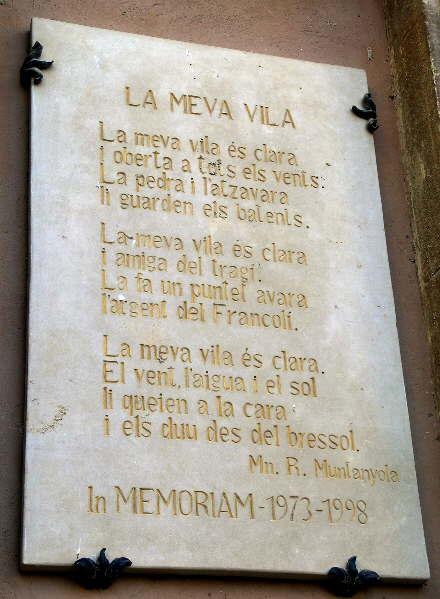 LA MEVA VILA
La meva vila és clara
i oberta a tots els vents.
La pedra i l'atzavara
li guarden els batents.
La meva vila és clara
i amiga del tragí.
La fa un puntet avara
l'argent del Francolí.
La meva vila és clara.
El vent, l'aigua i el sol
li queien a la cara
i els duu des del bressol.
Mn. R. Muntanyola
In MEMORIAM - 1973 - 1998